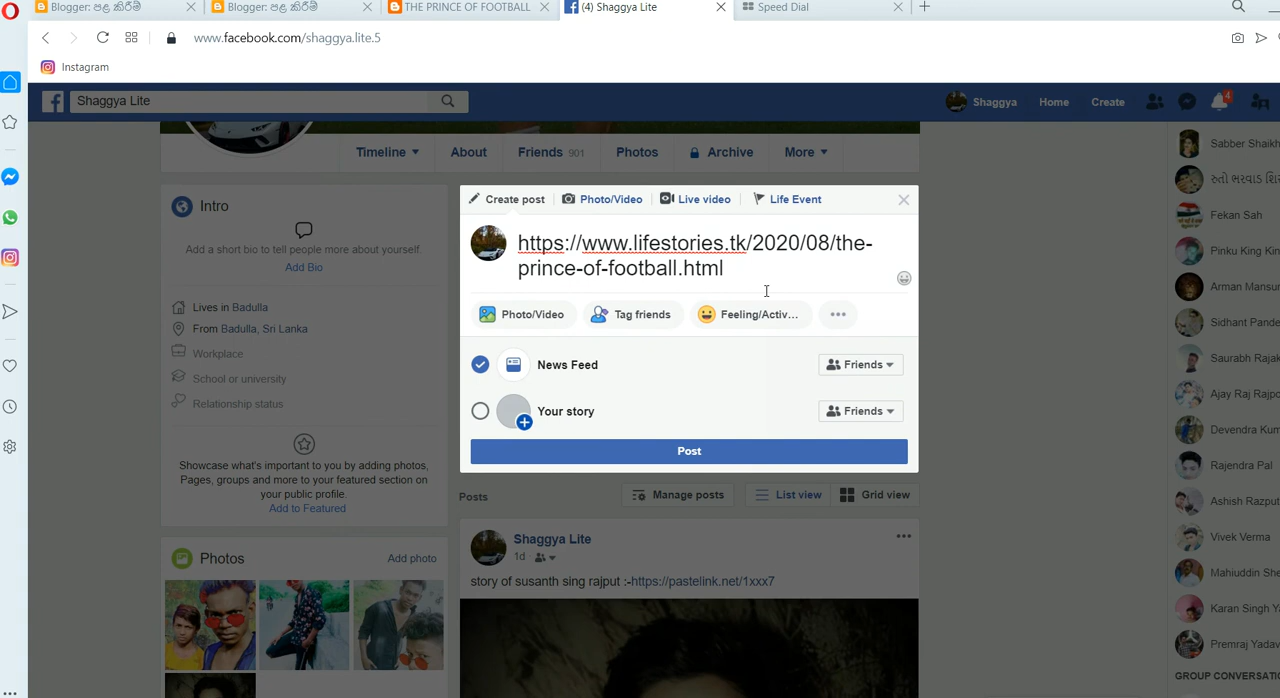 Blogger: පළ කිරීම්
Blogger: පළ කිරීම්
THE PRINCE OF FOOTBALL
(4) Shaggya Lite
Speed Dial
www.facebook.com/shaggya.lite.5
Instagram
Shaggya Lite
Shaggya
Home
Create
4
Timeline
About
Friends 901
Photos
Archive
More
Intro
Add a short bio to tell people more about yourself.
Add Bio
Lives in Badulla
From Badulla, Sri Lanka
Workplace
School or university
Relationship status
Showcase what's important to you by adding photos,
Pages, groups and more to your featured section on
your public profile.
Add to Featured
Photos
Add photo
Create post
Photo/Video
Live video
Life Event
https://www.lifestories.tk/2020/08/the-
prince-of-football.html
Photo/Video
Tag friends
Feeling/Activ...
News Feed
Friends
Your story
Friends
Post
Posts
Manage posts
List view
Grid view
Shaggya Lite
1d
story of susanth sing rajput :-https://pastelink.net/1xxx7
Sabber Shaikh
Fekan Sah
Pinku King Kin
Arman Mansur
Sidhant Pande
Saurabh Rajak
Ajay Raj Rajpo
Devendra Kum
Rajendra Pal
Ashish Razput
Vivek Verma
Mahiuddin She
Karan Singh Y
Premraj Yadav
GROUP CONVERSATI